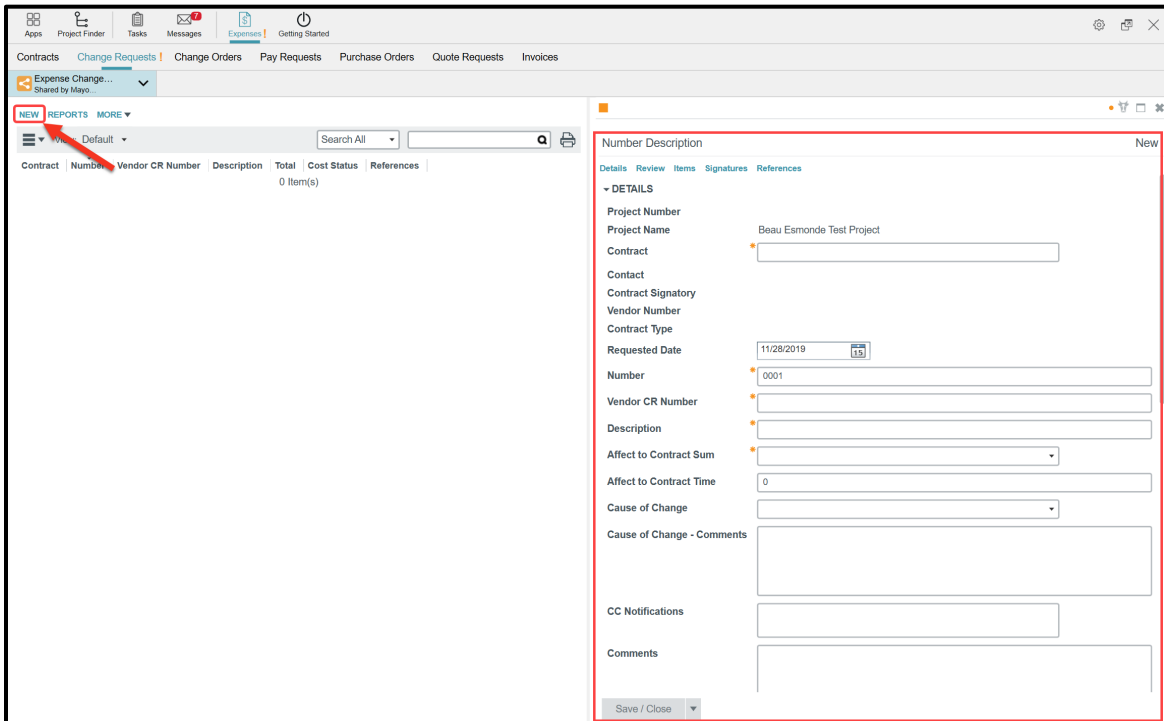 Apps Project Finder Tasks Messages 7 Expenses ! Getting Started
Contracts Change Requests ! Change Orders Pay Requests Purchase Orders Quote Requests Invoices
Expense Change...
Shared by Mayo...
NEW REPORTS MORE
Default Search All
Contract Number Vendor CR Number Description Total Cost Status References
0 Item(s)
Number Description New
Details Review Items Signatures References
DETAILS
Project Number
Project Name Beau Esmonde Test Project
Contract *
Contact
Contract Signatory
Vendor Number
Contract Type
Requested Date 11/28/2019 15
Number * 0001
Vendor CR Number *
Description *
Affect to Contract Sum *
Affect to Contract Time 0
Cause of Change
Cause of Change - Comments
CC Notifications
Comments
Save / Close